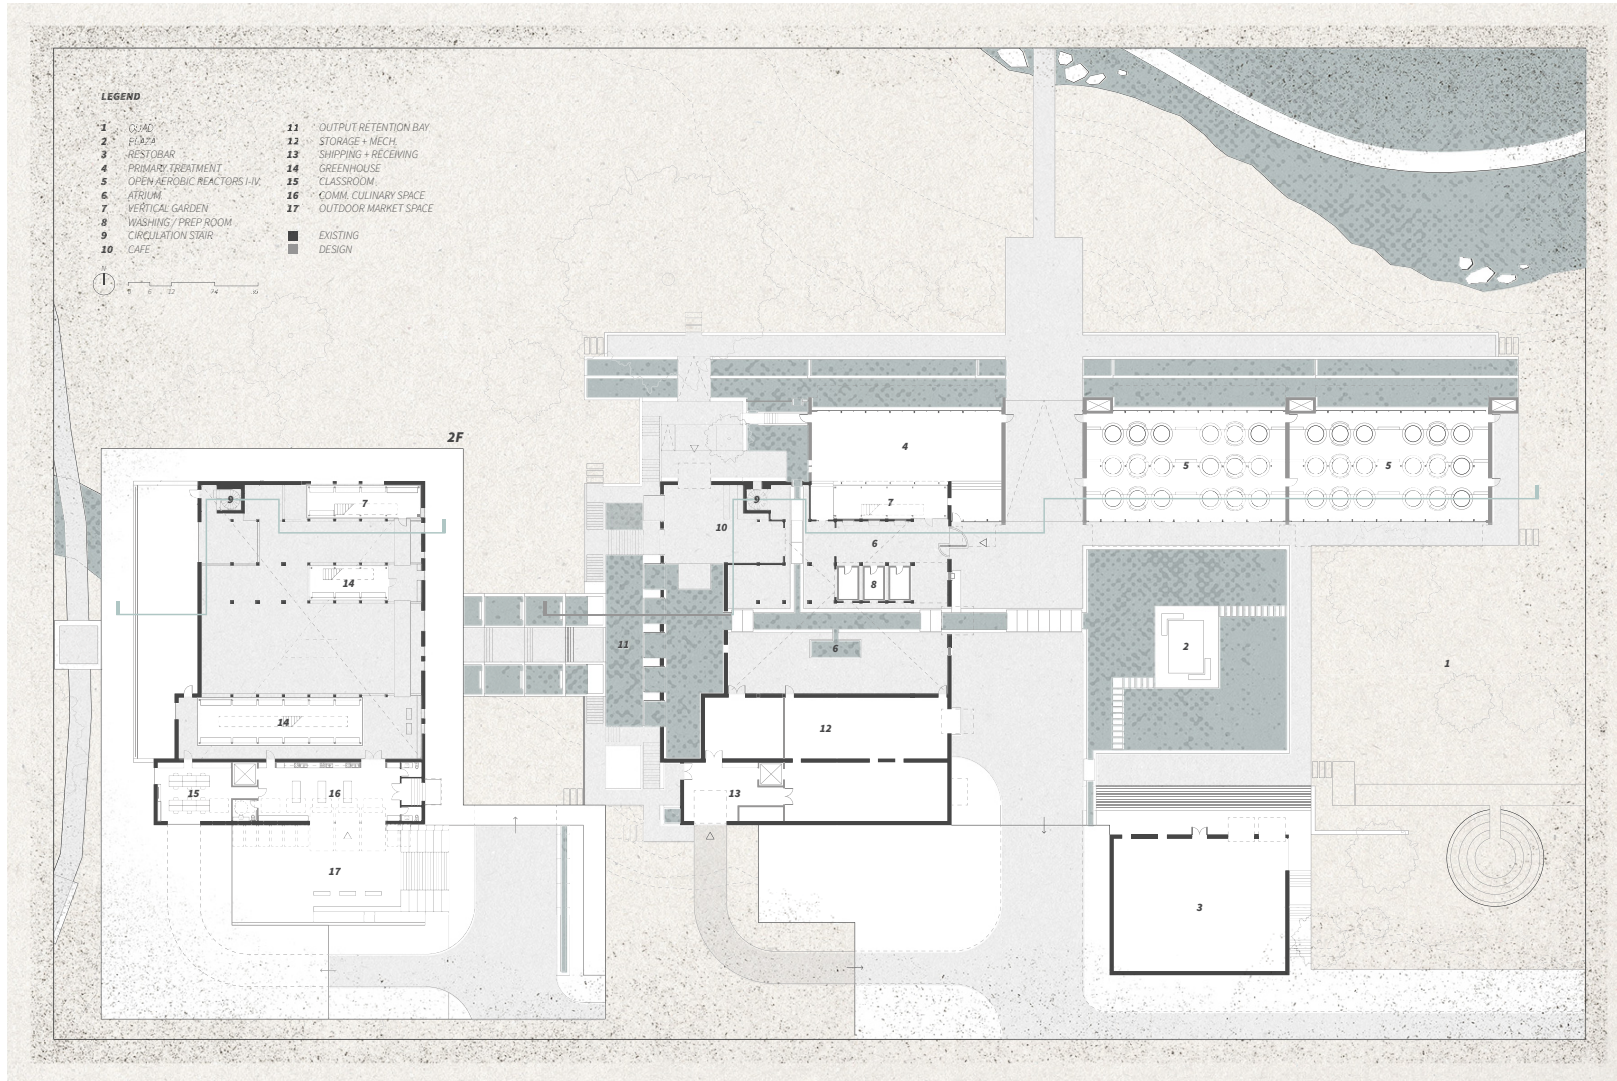 LEGEND
1 QUAD
2 PLAZA
3 RESTOBAR
4 PRIMARY TREATMENT
5 OPEN AEROBIC REACTORS I-IV
6 ATRIUM
7 VERTICAL GARDEN
8 WASHING / PREP ROOM
9 CIRCULATION STAIR
10 CAFE
11 OUTPUT RETENTION BAY
12 STORAGE + MECH.
13 SHIPPING + RECEIVING
14 GREENHOUSE
15 CLASSROOM
16 COMM. CULINARY SPACE
17 OUTDOOR MARKET SPACE
EXISTING
DESIGN
N
6 12 24
2F
4
5 5
9 7
9 7
10
6
14
8
11
6
2
1
14
12
15 16
13
17
3